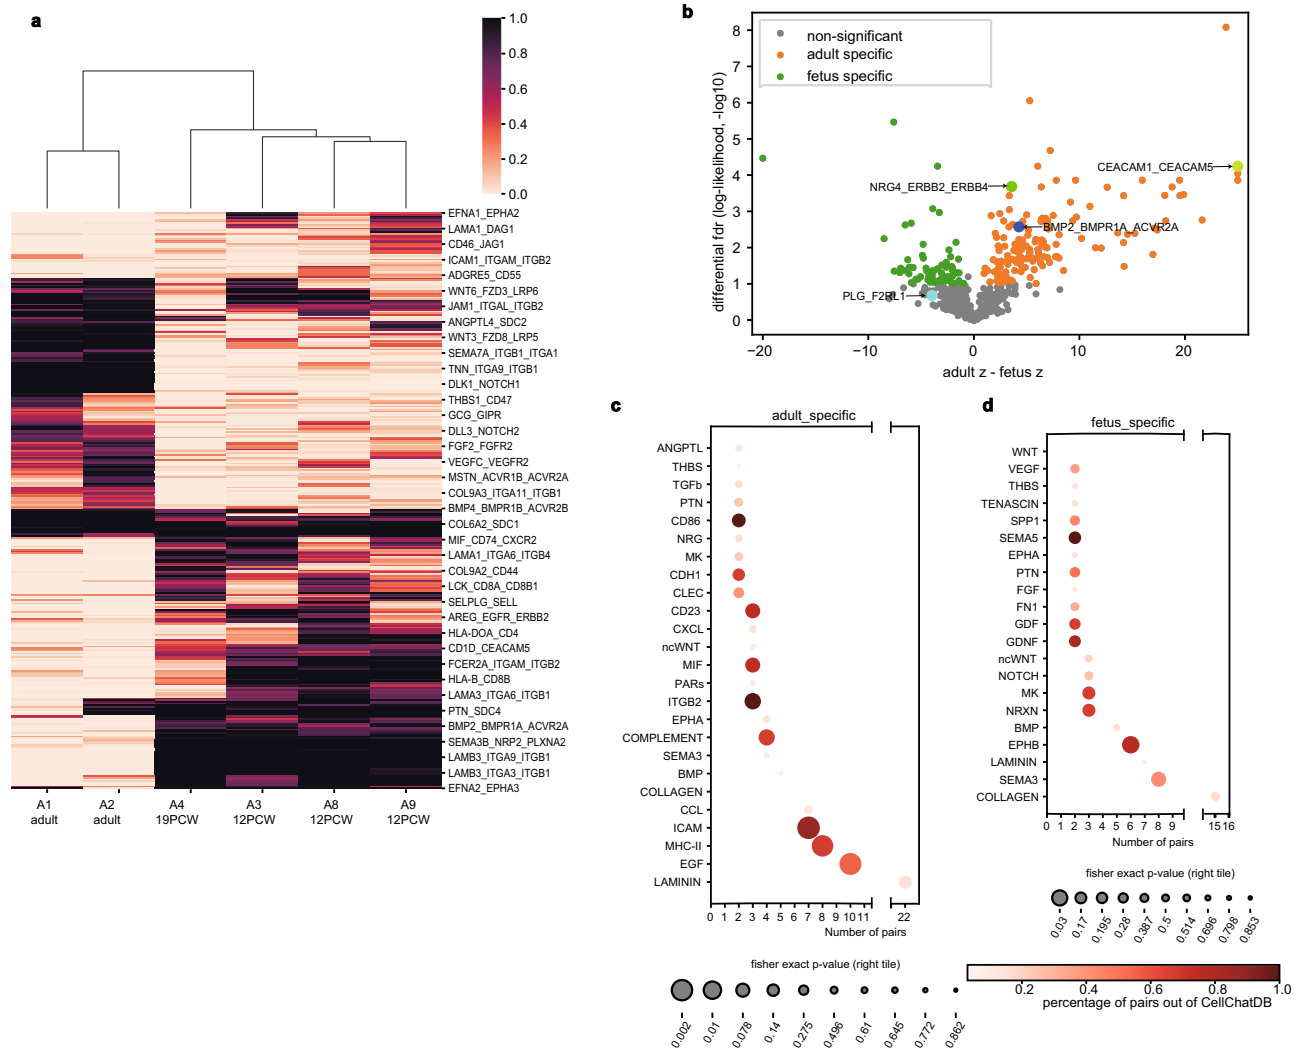 a
1.0
0.8
0.6
0.4
0.2
0.0
EFNA1_EPHA2
LAMA1_DAG1
CD46_JAG1
ICAM1_ITGAM_ITGB2
ADGRE5_CD55
WNT6_FZD3_LRP6
JAM1_ITGAL_ITGB2
ANGPTL4_SDC2
WNT3_FZD8_LRP5
SEMA7A_ITGB1_ITGA1
TNN_ITGA9_ITGB1
DLK1_NOTCH1
THBS1_CD47
GCG_GIPR
DLL3_NOTCH2
FGF2_FGFR2
VEGFC_VEGFR2
MSTN_ACVR1B_ACVR2A
COL9A3_ITGA11_ITGB1
BMP4_BMPR1B_ACVR2B
COL6A2_SDC1
MIF_CD74_CXCR2
LAMA1_ITGA6_ITGB4
COL9A2_CD44
LCK_CD8A_CD8B1
SELPLG_SELL
AREG_EGFR_ERBB2
HLA-DOA_CD4
CD1D_CEACAM5
FCER2A_ITGAM_ITGB2
HLA-B_CD8B
LAMA3_ITGA6_ITGB1
PTN_SDC4
BMP2_BMPR1A_ACVR2A
SEMA3B_NRP2_PLXNA2
LAMB3_ITGA9_ITGB1
LAMB3_ITGA3_ITGB1
EFNA2_EPHA3
A1 A2 A4 A3 A8 A9
adult adult 19PCW 12PCW 12PCW 12PCW
b
differential fdr (log-likelihood, -log10)
8
7
6
5
4
3
2
1
0
non-significant
adult specific
fetus specific
CEACAM1_CEACAM5
NRG4_ERBB2_ERBB4
BMP2_BMPR1A_ACVR2A
PLG_F2RL1
−20 −10 0 10 20
adult z - fetus z
c
adult_specific
ANGPTL
THBS
TGFb
PTN
CD86
NRG
MK
CDH1
CLEC
CD23
CXCL
ncWNT
MIF
PARs
ITGB2
EPHA
COMPLEMENT
SEMA3
BMP
COLLAGEN
CCL
ICAM
MHC-II
EGF
LAMININ
0 1 2 3 4 5 6 7 8 9 10 11 22
Number of pairs
fisher exact p-value (right tile)
0.002 0.01 0.078 0.14 0.275 0.496 0.61 0.645 0.772 0.862
d
fetus_specific
WNT
VEGF
THBS
TENASCIN
SPP1
SEMA5
EPHA
PTN
FGF
FN1
GDF
GDNF
ncWNT
NOTCH
MK
NRXN
BMP
EPHB
LAMININ
SEMA3
COLLAGEN
0 1 2 3 4 5 6 7 8 9 15 16
Number of pairs
fisher exact p-value (right tile)
0.03 0.17 0.195 0.28 0.387 0.5 0.514 0.696 0.798 0.853
0.2 0.4 0.6 0.8 1.0
percentage of pairs out of CellChatDB